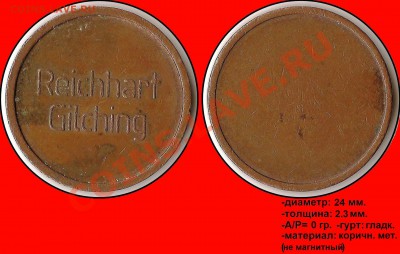 Reichhart
Gilching
-диаметр: 24 мм.
-толщина: 2.3 мм.
-А/Р= 0 гр. -гурт: гладк.
-материал: коричн. мет.
(не магнитный)